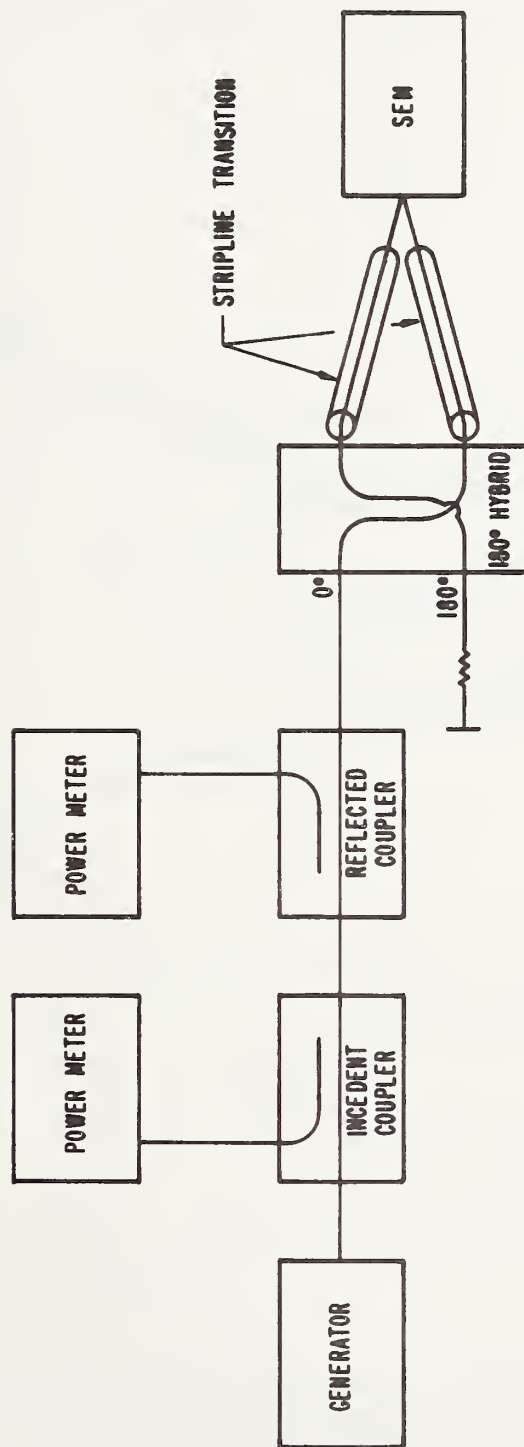 POWER METER
POWER METER
STRIPLINE TRANSITION
GENERATOR
INCEDENT
COUPLER
REFLECTED
COUPLER
0°
180°
180° HYBRID
SEM